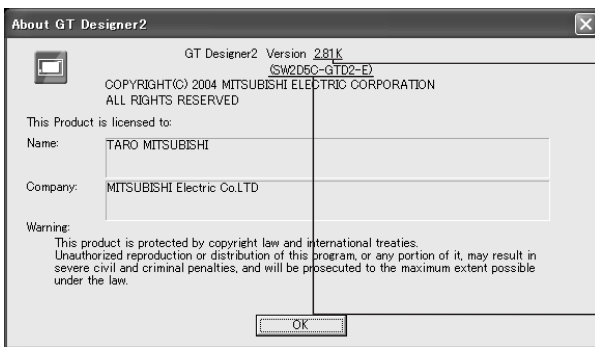 About GT Designer2
GT Designer2 Version 2.81K
(SW2D5C-GTD2-E)
COPYRIGHT(C) 2004 MITSUBISHI ELECTRIC CORPORATION
ALL RIGHTS RESERVED
This Product is licensed to:
Name: TARO MITSUBISHI
Company: MITSUBISHI Electric Co.LTD
Warning:
This product is protected by copyright law and international treaties.
Unauthorized reproduction or distribution of this program, or any portion of it, may result in
severe civil and criminal penalties, and will be prosecuted to the maximum extent possible
under the law.
OK